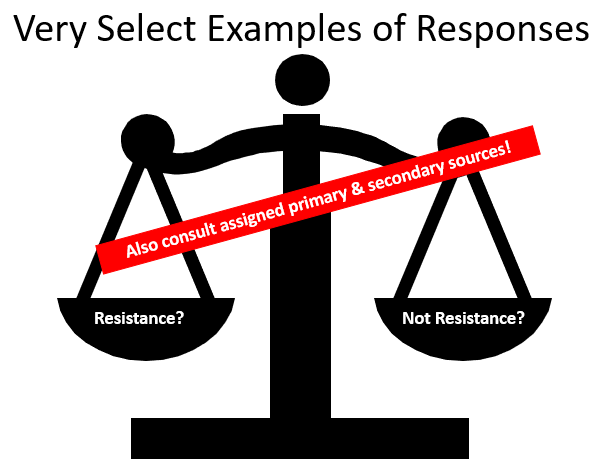 Very Select Examples of Responses
Also consult assigned primary & secondary sources!
Resistance?
Not Resistance?